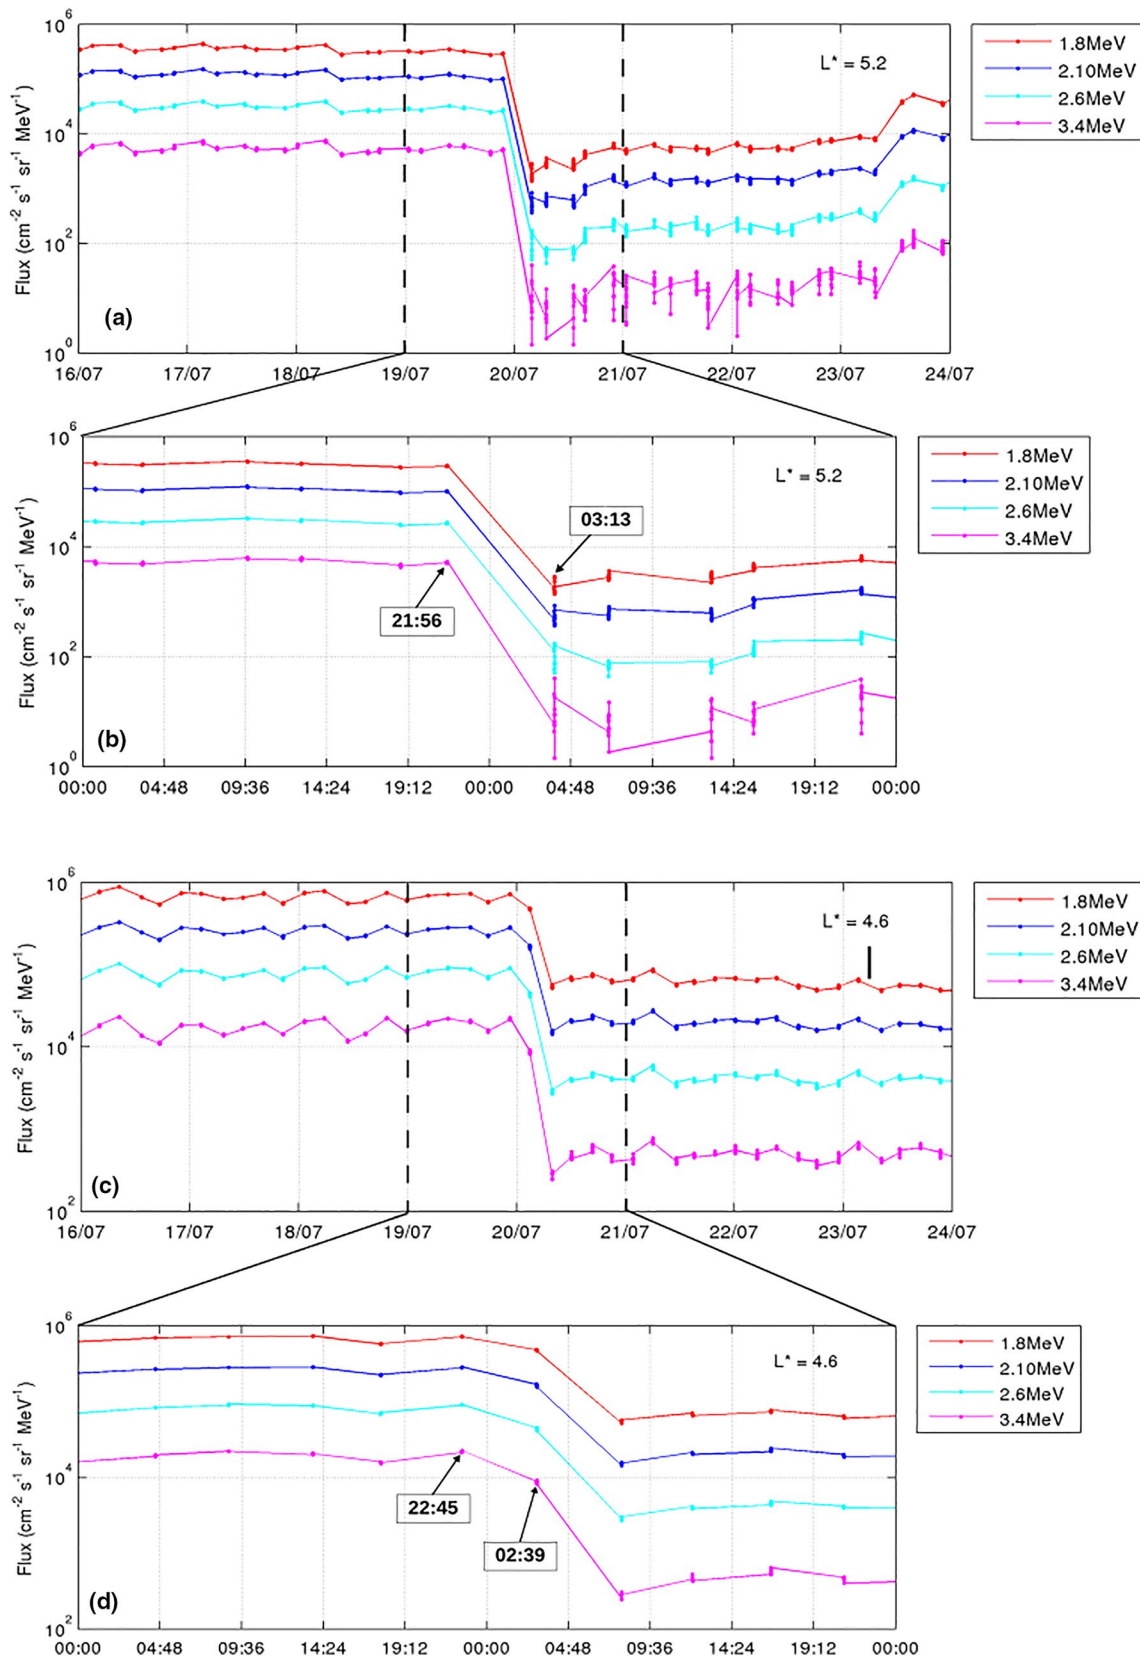 10^6
10^4
10^2
10^0
Flux (cm^-2 s^-1 sr^-1 MeV^-1)
L* = 5.2
1.8MeV
2.10MeV
2.6MeV
3.4MeV
(a)
16/07 17/07 18/07 19/07 20/07 21/07 22/07 23/07 24/07
10^6
10^4
10^2
10^0
Flux (cm^-2 s^-1 sr^-1 MeV^-1)
L* = 5.2
1.8MeV
2.10MeV
2.6MeV
3.4MeV
03:13
21:56
(b)
00:00 04:48 09:36 14:24 19:12 00:00 04:48 09:36 14:24 19:12 00:00
10^6
10^4
10^2
Flux (cm^-2 s^-1 sr^-1 MeV^-1)
L* = 4.6
1.8MeV
2.10MeV
2.6MeV
3.4MeV
(c)
16/07 17/07 18/07 19/07 20/07 21/07 22/07 23/07 24/07
10^6
10^4
10^2
Flux (cm^-2 s^-1 sr^-1 MeV^-1)
L* = 4.6
1.8MeV
2.10MeV
2.6MeV
3.4MeV
22:45
02:39
(d)
00:00 04:48 09:36 14:24 19:12 00:00 04:48 09:36 14:24 19:12 00:00